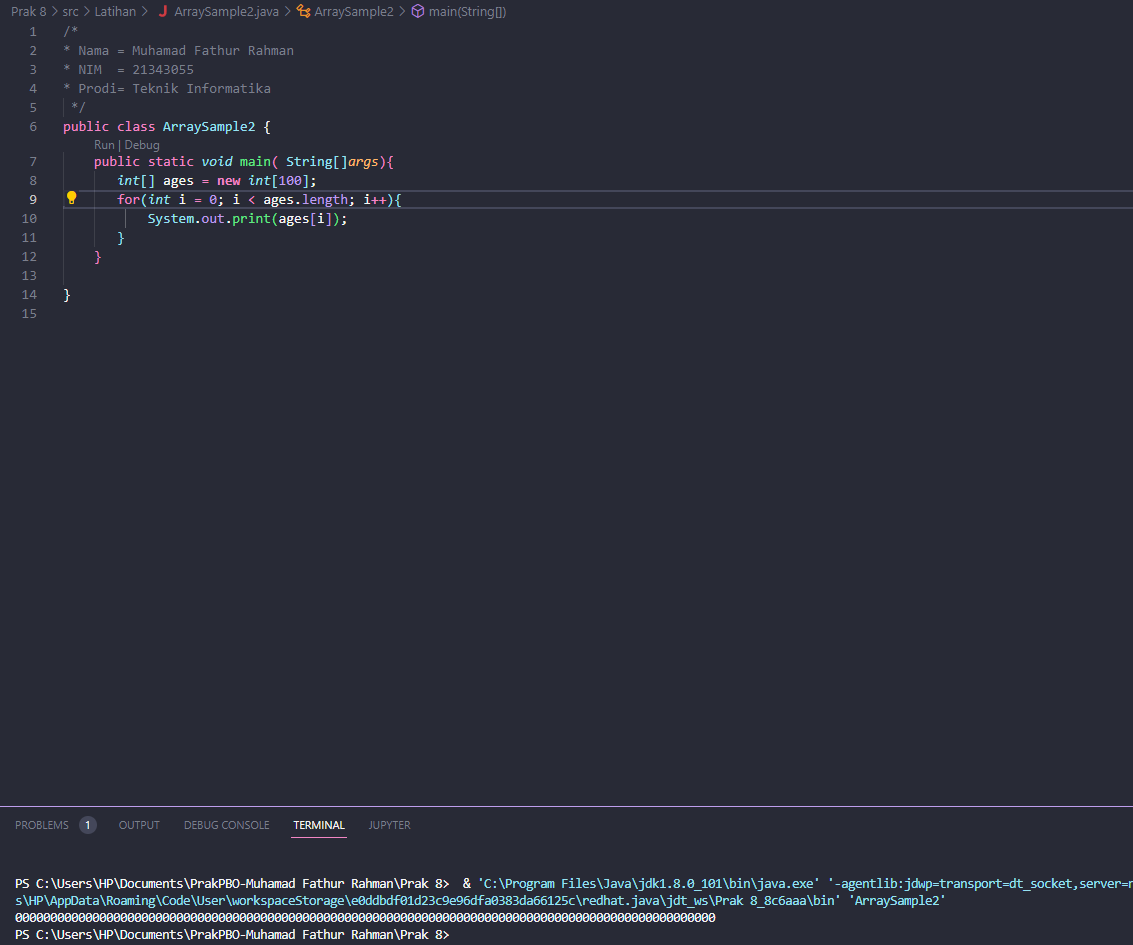 Prak 8 > src > Latihan > J ArraySample2.java > ArraySample2 > main(String[])
1 /*
2 * Nama = Muhamad Fathur Rahman
3 * NIM  = 21343055
4 * Prodi= Teknik Informatika
5  */
6 public class ArraySample2 {
Run | Debug
7 public static void main( String[]args){
8 int[] ages = new int[100];
9 for(int i = 0; i < ages.length; i++){
10 System.out.print(ages[i]);
11 }
12 }
13
14 }
15
PROBLEMS 1 OUTPUT DEBUG CONSOLE TERMINAL JUPYTER
PS C:\Users\HP\Documents\PrakPBO-Muhamad Fathur Rahman\Prak 8>  & 'C:\Program Files\Java\jdk1.8.0_101\bin\java.exe' '-agentlib:jdwp=transport=dt_socket,server=n
s\HP\AppData\Roaming\Code\User\workspaceStorage\e0ddbdf01d23c9e96dfa0383da66125c\redhat.java\jdt_ws\Prak 8_8c6aaa\bin' 'ArraySample2'
0000000000000000000000000000000000000000000000000000000000000000000000000000000000000000000000000000
PS C:\Users\HP\Documents\PrakPBO-Muhamad Fathur Rahman\Prak 8>